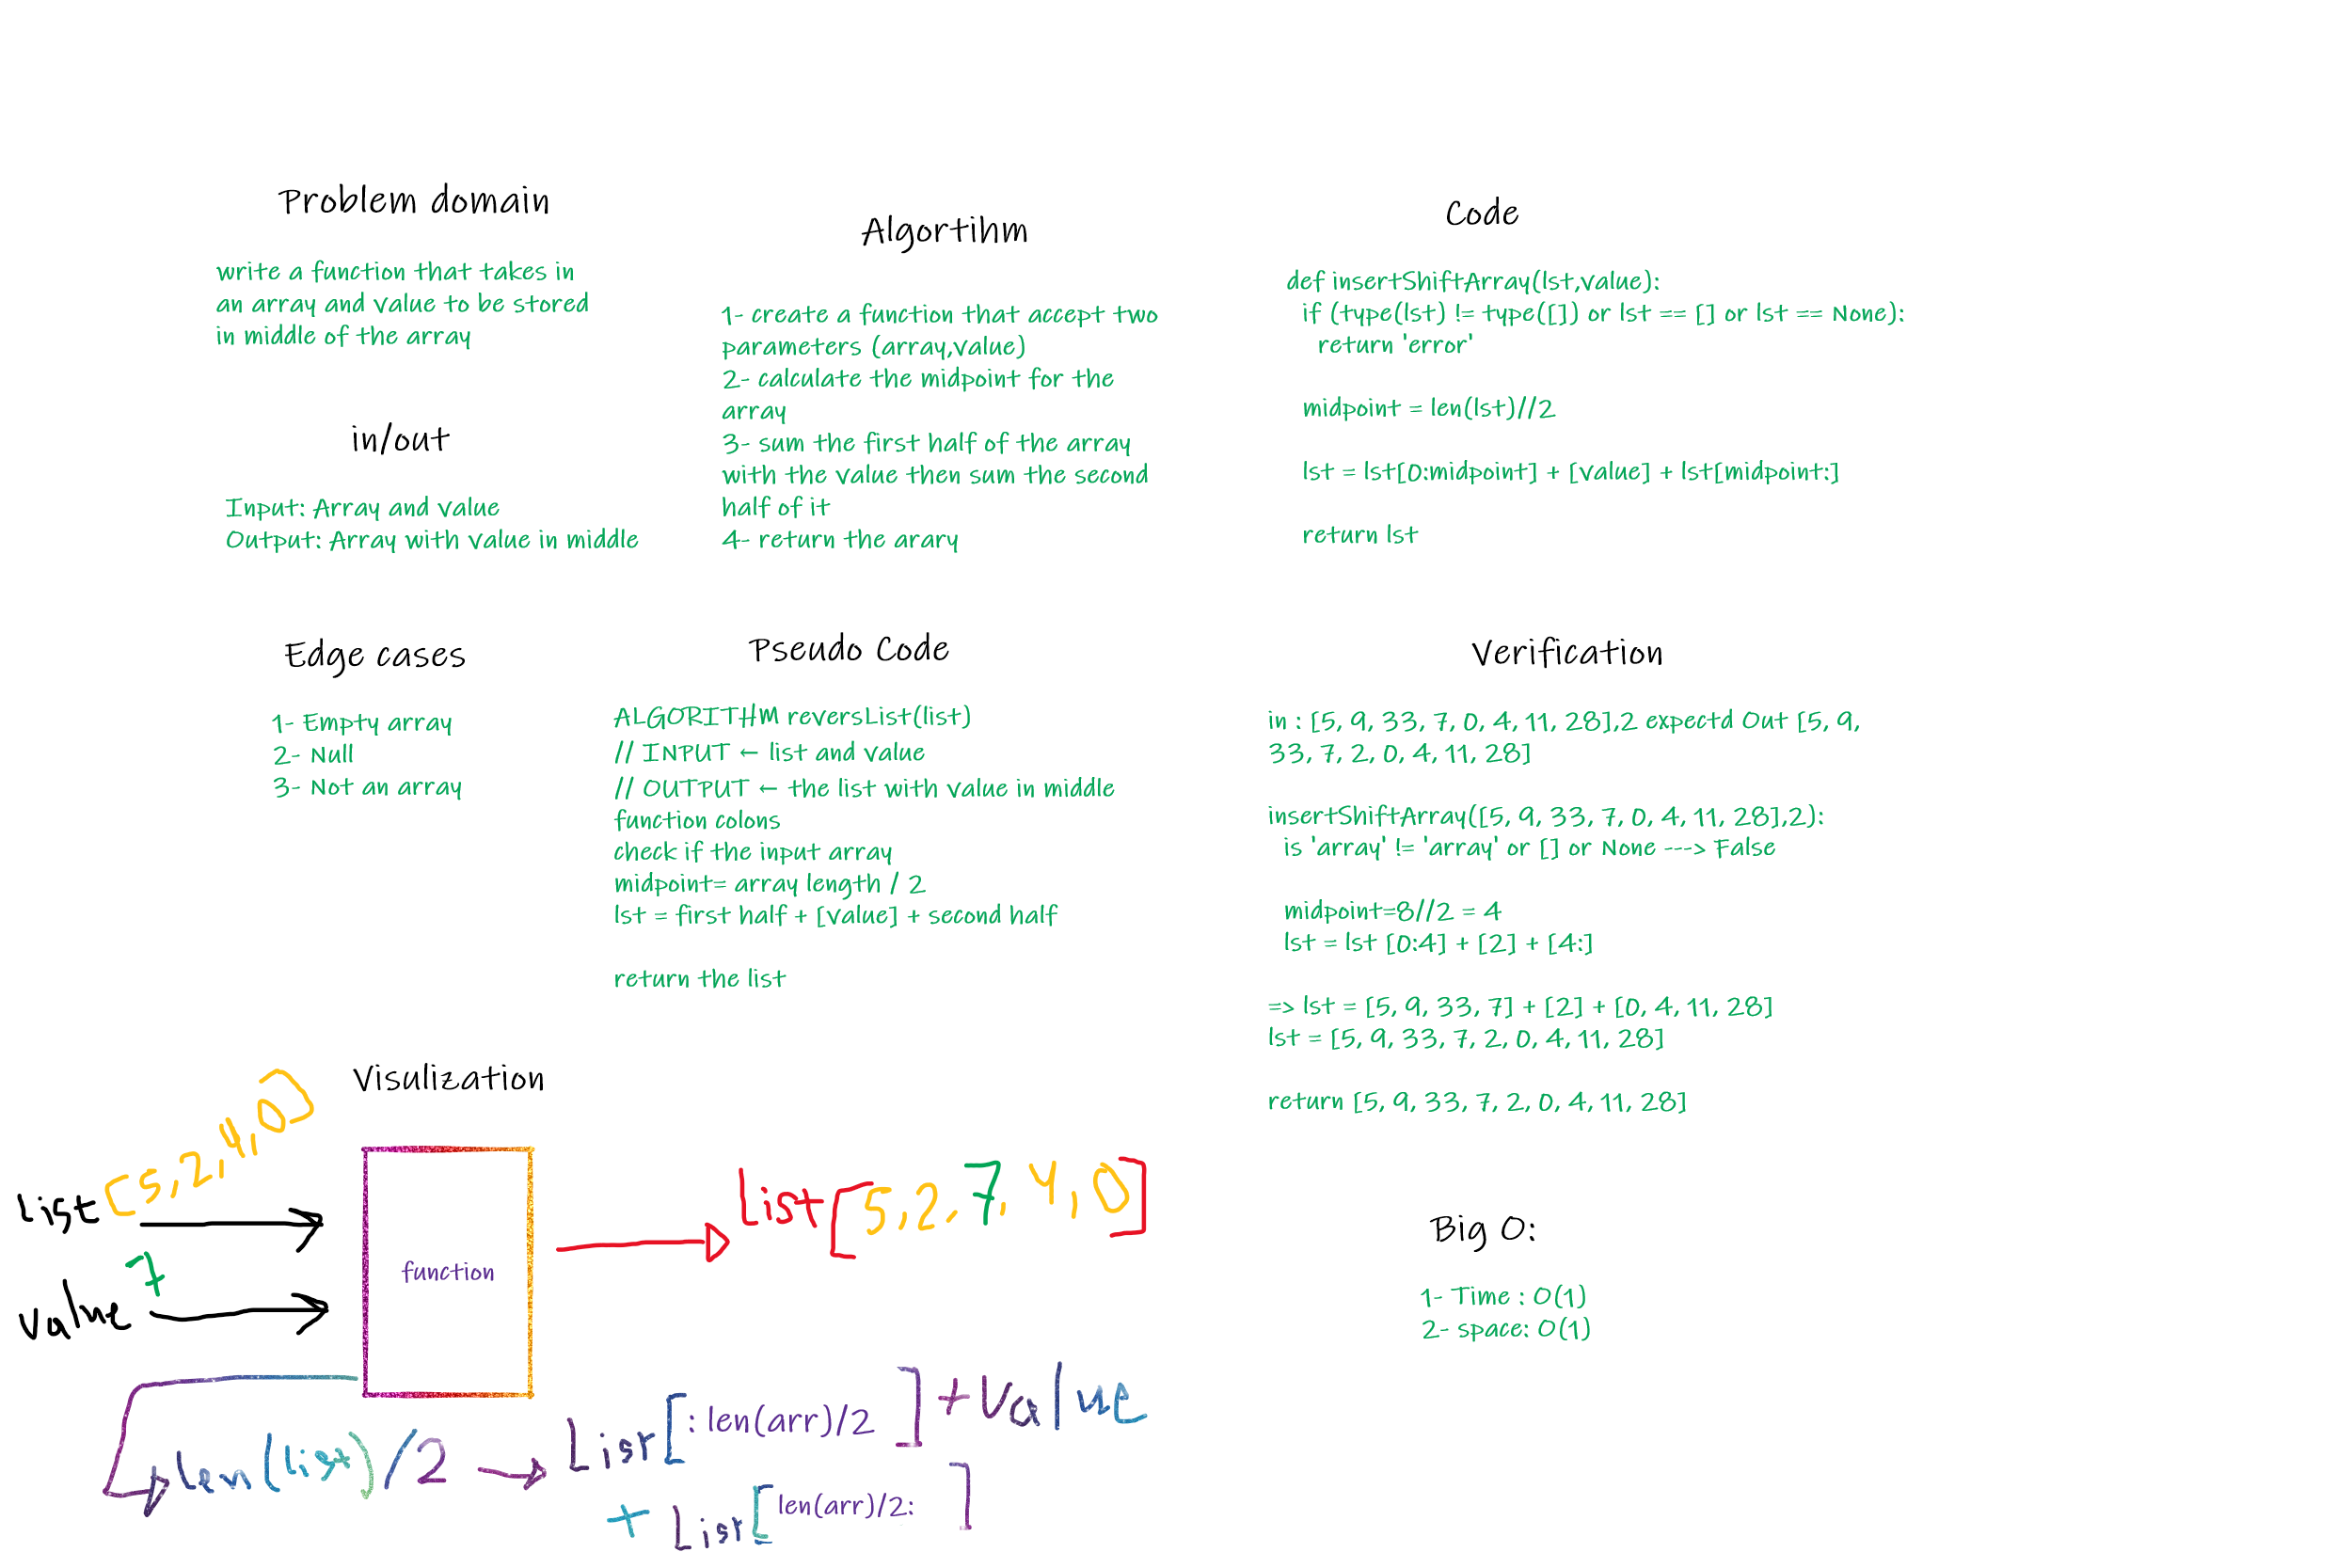 Problem domain
write a function that takes in
an array and value to be stored
in middle of the array
in/out
Input: Array and value
Output: Array with value in middle
Edge cases
1- Empty array
2- Null
3- Not an array
Algortihm
1- create a function that accept two
parameters (array,value)
2- calculate the midpoint for the
array
3- sum the first half of the array
with the value then sum the second
half of it
4- return the arary
Pseudo Code
ALGORITHM reversList(list)
// INPUT ← list and value
// OUTPUT ← the list with value in middle
function colons
check if the input array
midpoint= array length / 2
lst = first half + [value] + second half
return the list
Code
def insertShiftArray(lst,value):
if (type(lst) != type([]) or lst == [] or lst == None):
return 'error'
midpoint = len(lst)//2
lst = lst[0:midpoint] + [value] + lst[midpoint:]
return lst
Verification
in : [5, 9, 33, 7, 0, 4, 11, 28],2 expectd Out [5, 9,
33, 7, 2, 0, 4, 11, 28]
insertShiftArray([5, 9, 33, 7, 0, 4, 11, 28],2):
is 'array' != 'array' or [] or None ---> False
midpoint=8//2 = 4
lst = lst [0:4] + [2] + [4:]
=> lst = [5, 9, 33, 7] + [2] + [0, 4, 11, 28]
lst = [5, 9, 33, 7, 2, 0, 4, 11, 28]
return [5, 9, 33, 7, 2, 0, 4, 11, 28]
Visulization
list [5,2,4,0]
value 7
function
list [5,2,7,4,0]
len(list)/2 → List[: len(arr)/2 ] + value
+ List[len(arr)/2: ]
Big O:
1- Time : O(1)
2- space: O(1)